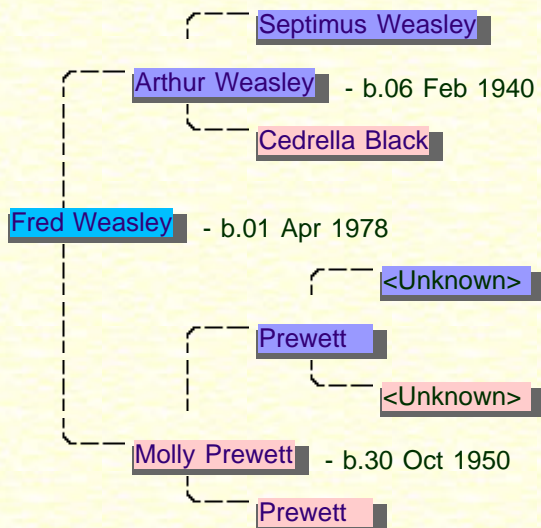 Septimus Weasley
Arthur Weasley - b.06 Feb 1940
Cedrella Black
Fred Weasley - b.01 Apr 1978
<Unknown>
Prewett
<Unknown>
Molly Prewett - b.30 Oct 1950
Prewett